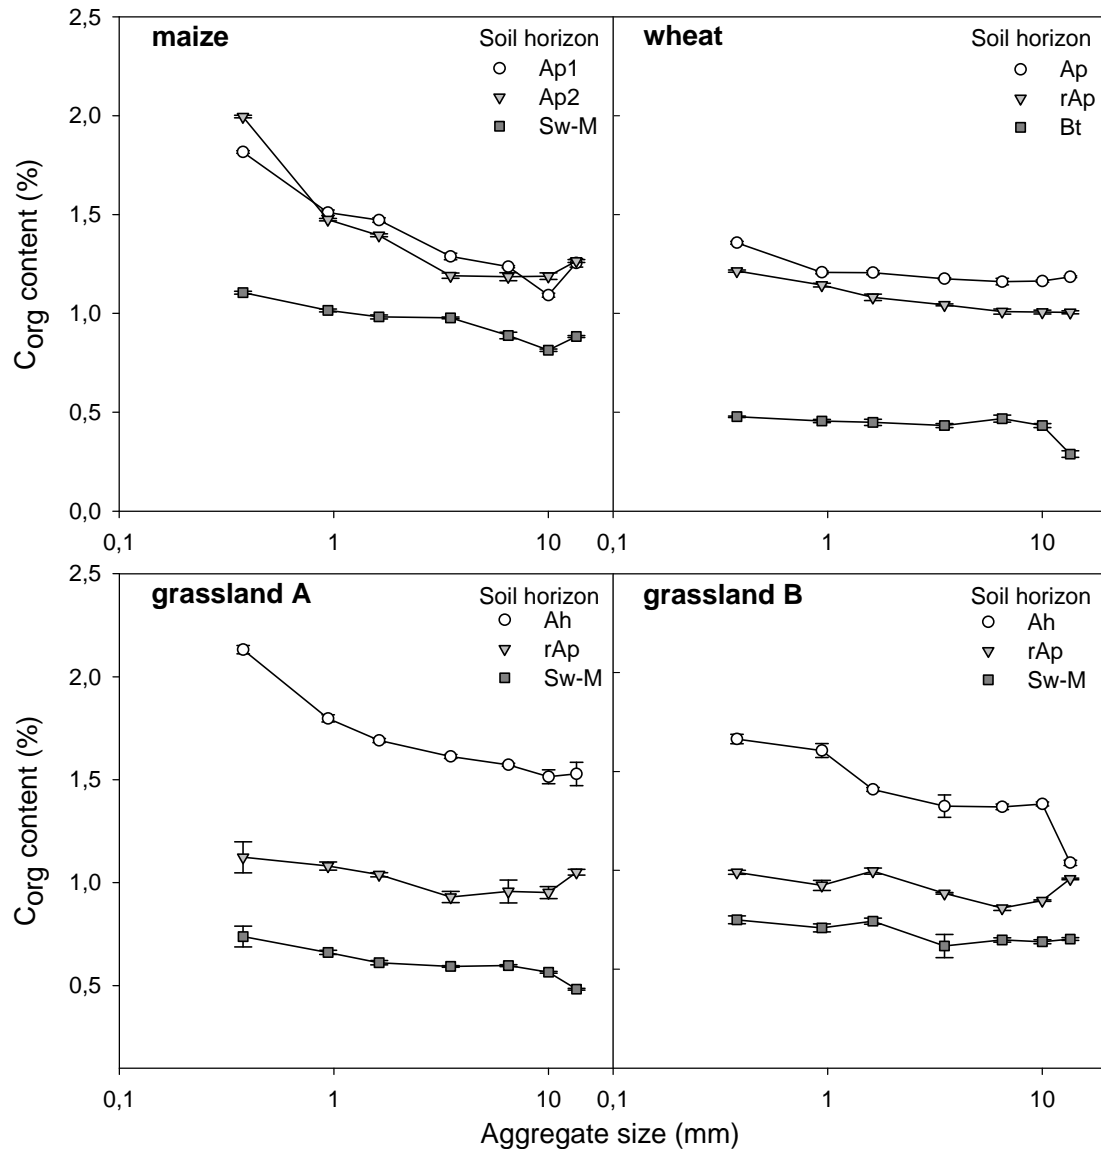 2,5
maize
Soil horizon
Ap1
Ap2
Sw-M
wheat
Soil horizon
Ap
rAp
Bt
2,0
1,5
1,0
0,5
0,0
Corg content (%)
0,1 1 10 0,1 1 10
2,5
grassland A
Soil horizon
Ah
rAp
Sw-M
grassland B
Soil horizon
Ah
rAp
Sw-M
2,0
1,5
1,0
0,5
Corg content (%)
0,1 1 10 0,1 1 10
Aggregate size (mm)